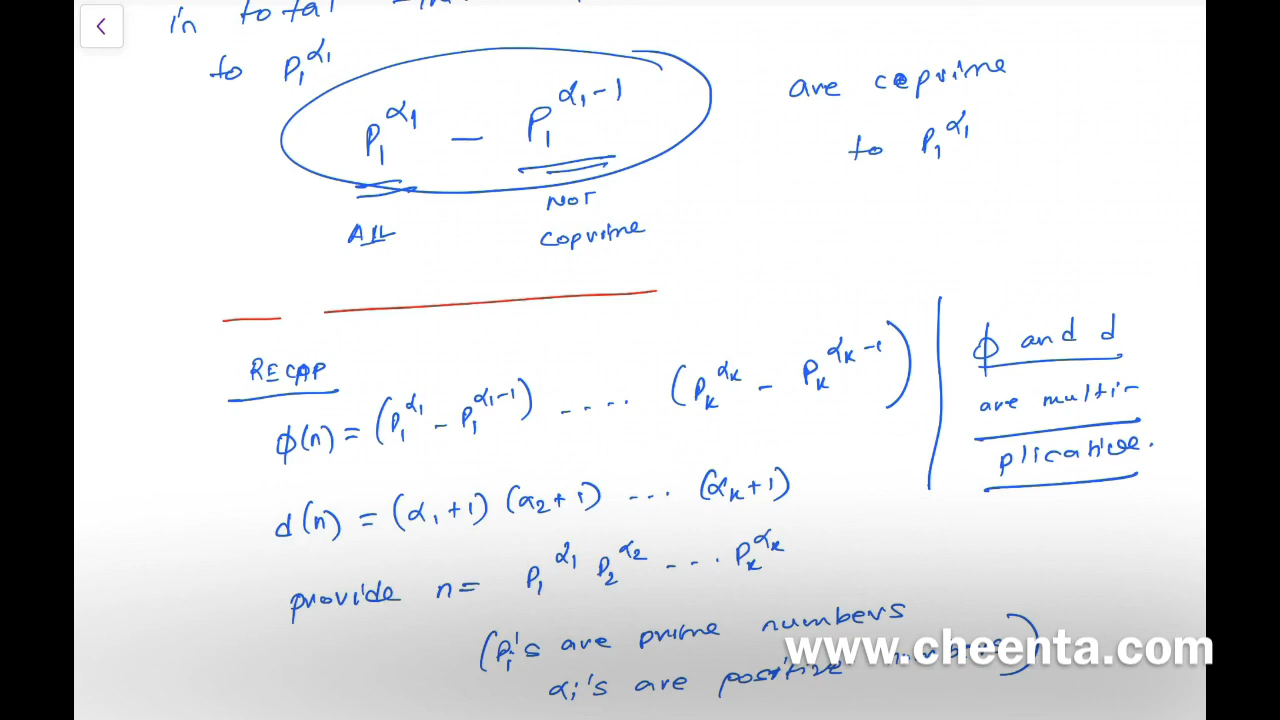 in total
to p₁^α₁
p₁^α₁ − p₁^(α₁−1)
are coprime
to p₁^α₁
ALL
NOT
coprime
RECAP
ϕ(n) = (p₁^α₁ − p₁^(α₁−1)) .... (p_k^α_k − p_k^(α_k−1))
d(n) = (α₁+1) (α₂+1) ... (α_k+1)
provide n = p₁^α₁ p₂^α₂ ... p_k^α_k
(pᵢ's are prime numbers
αᵢ's are positive numbers)
ϕ and d
are multi-
plicative.
www.cheenta.com